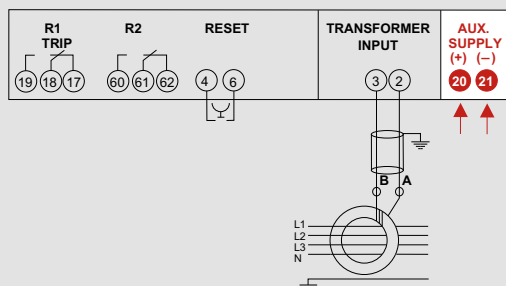 R1
TRIP
R2
RESET
TRANSFORMER
INPUT
AUX.
SUPPLY
(+) (–)
19 18 17 60 61 62 4 6 3 2 20 21
B A
L1
L2
L3
N